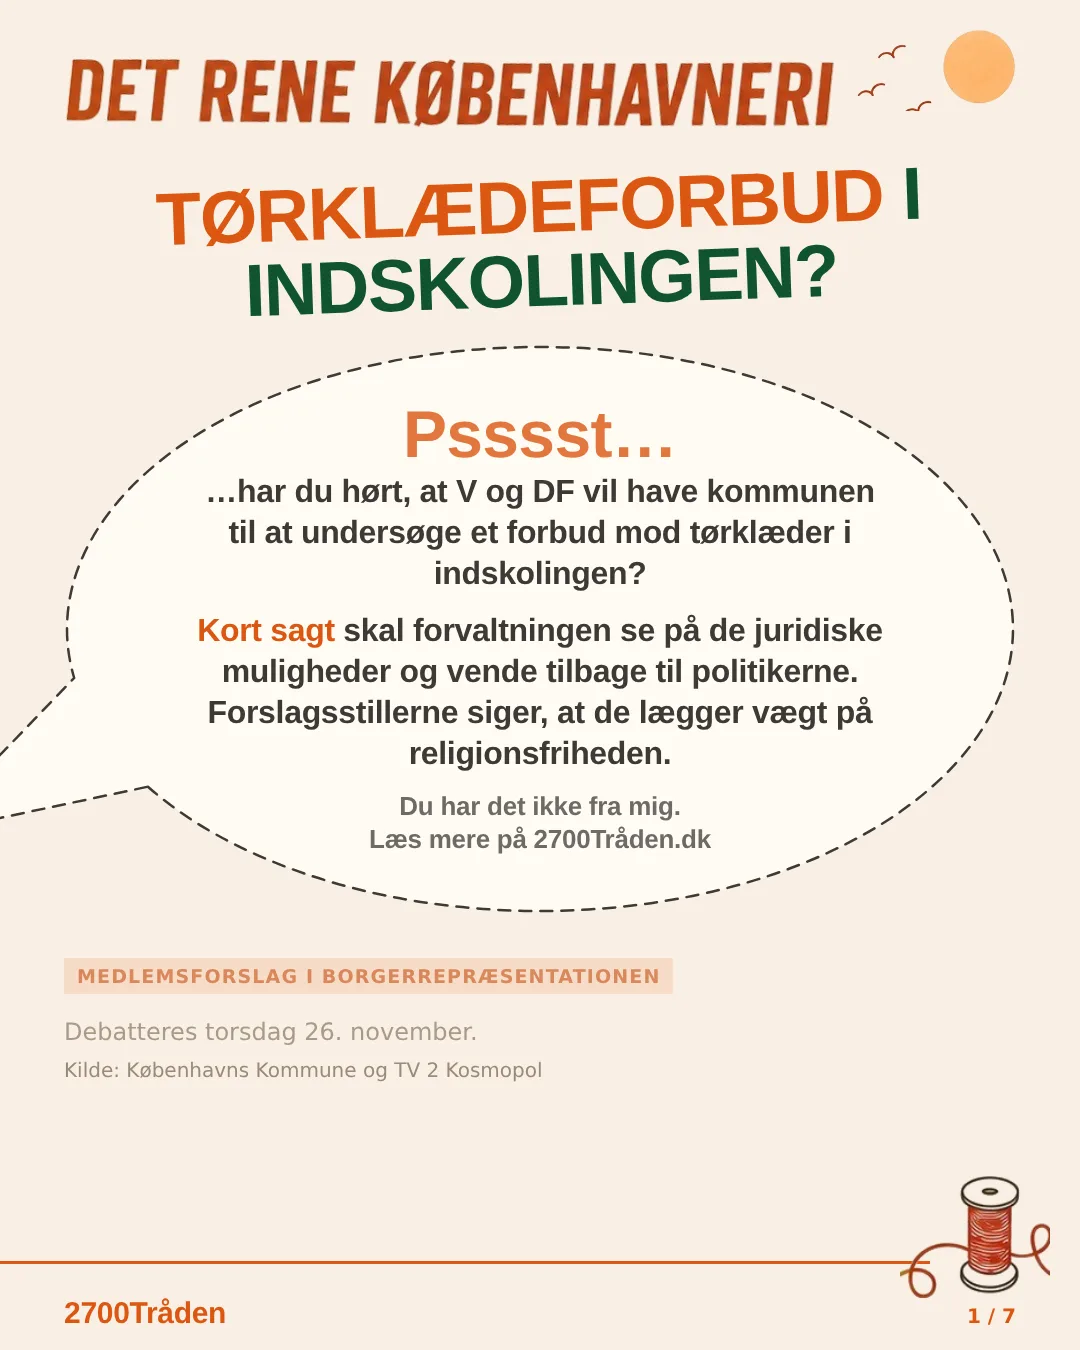 DET RENE KØBENHAVNERI
TØRKLÆDEFORBUD I
INDSKOLINGEN?
Psssst…
…har du hørt, at V og DF vil have kommunen
til at undersøge et forbud mod tørklæder i
indskolingen?
Kort sagt skal forvaltningen se på de juridiske
muligheder og vende tilbage til politikerne.
Forslagsstillerne siger, at de lægger vægt på
religionsfriheden.
Du har det ikke fra mig.
Læs mere på 2700Tråden.dk
MEDLEMSFORSLAG I BORGERREPRÆSENTATIONEN
Debatteres torsdag 26. november.
Kilde: Københavns Kommune og TV 2 Kosmopol
2700Tråden
1 / 7